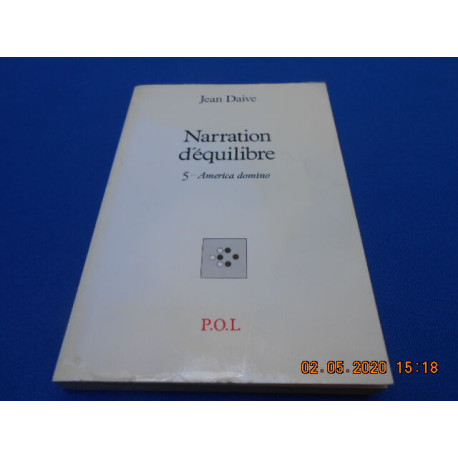 Jean Daive
Narration
d'équilibre
5 - America domino
P.O.L
02.05.2020 15:18